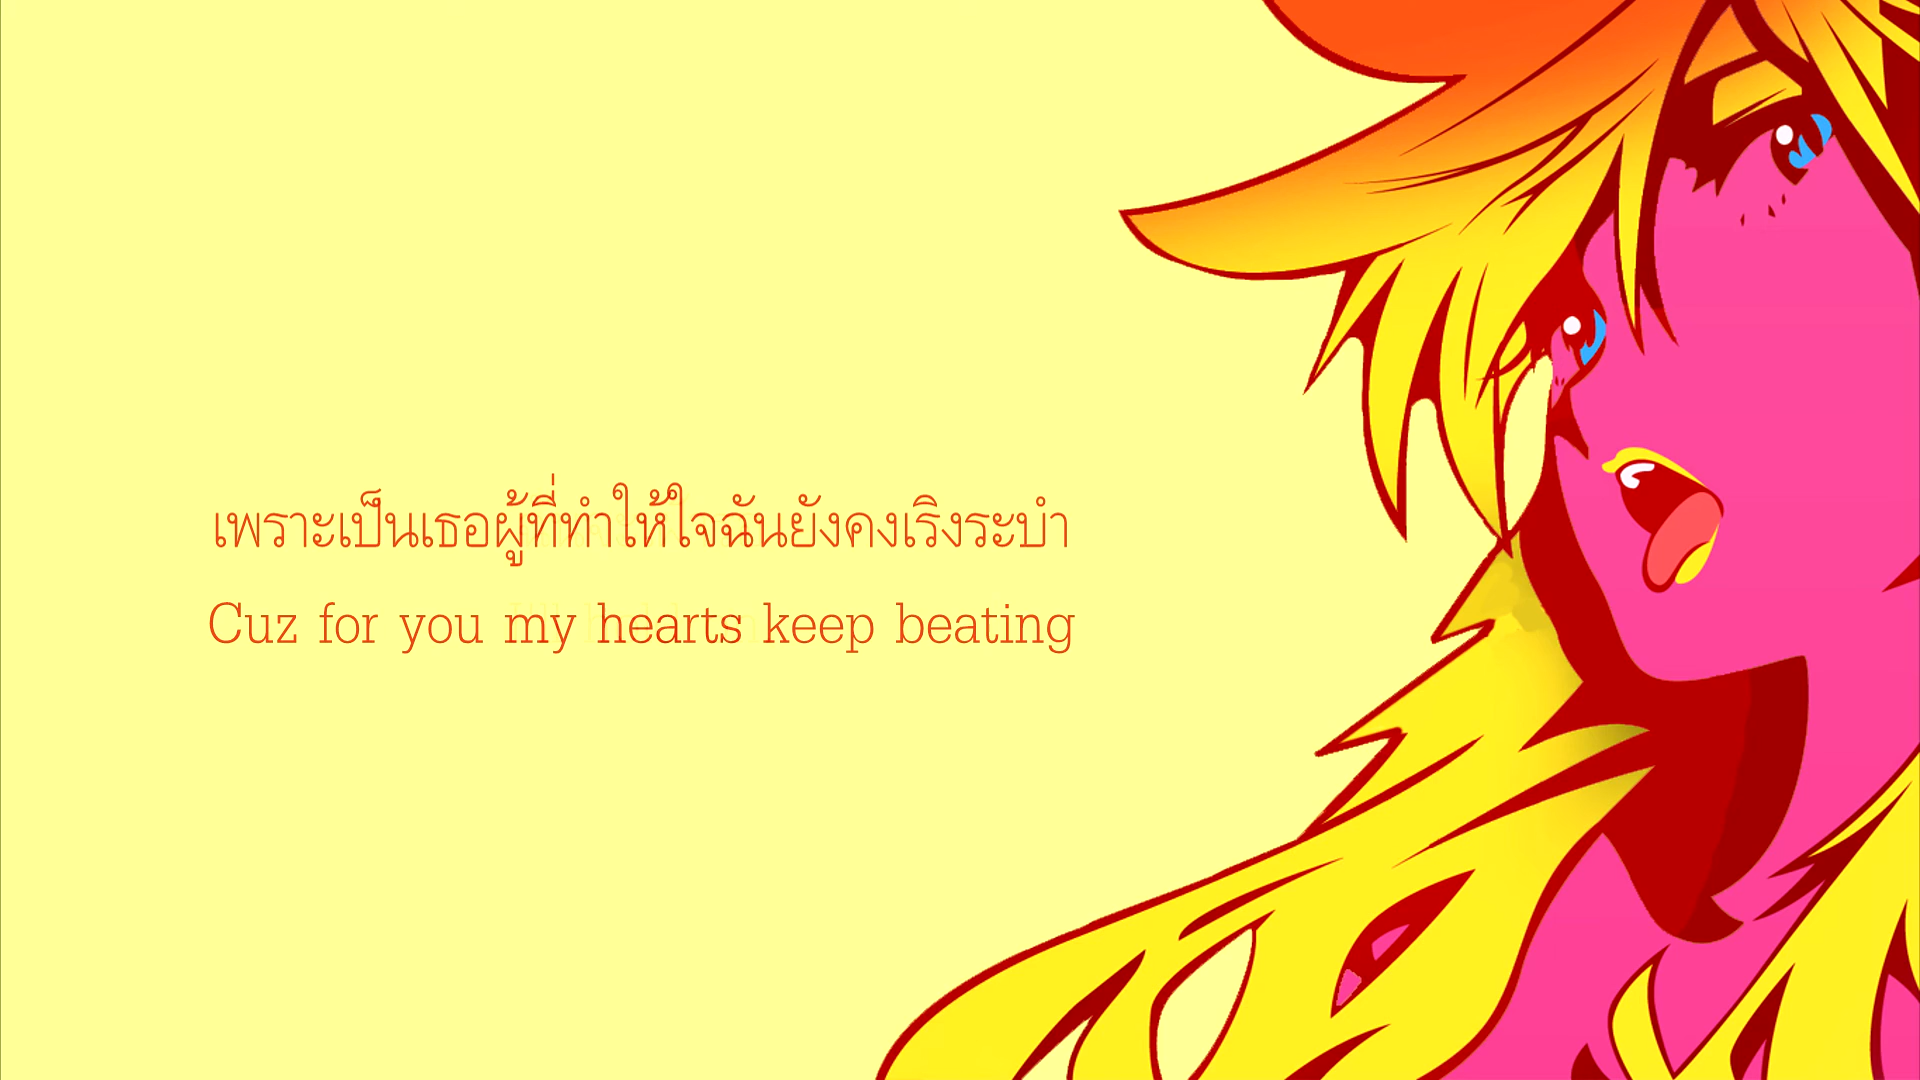 เพราะเป็นเธอผู้ที่ทำให้ใจฉันยังคงเริงระบำ
Cuz for you my hearts keep beating